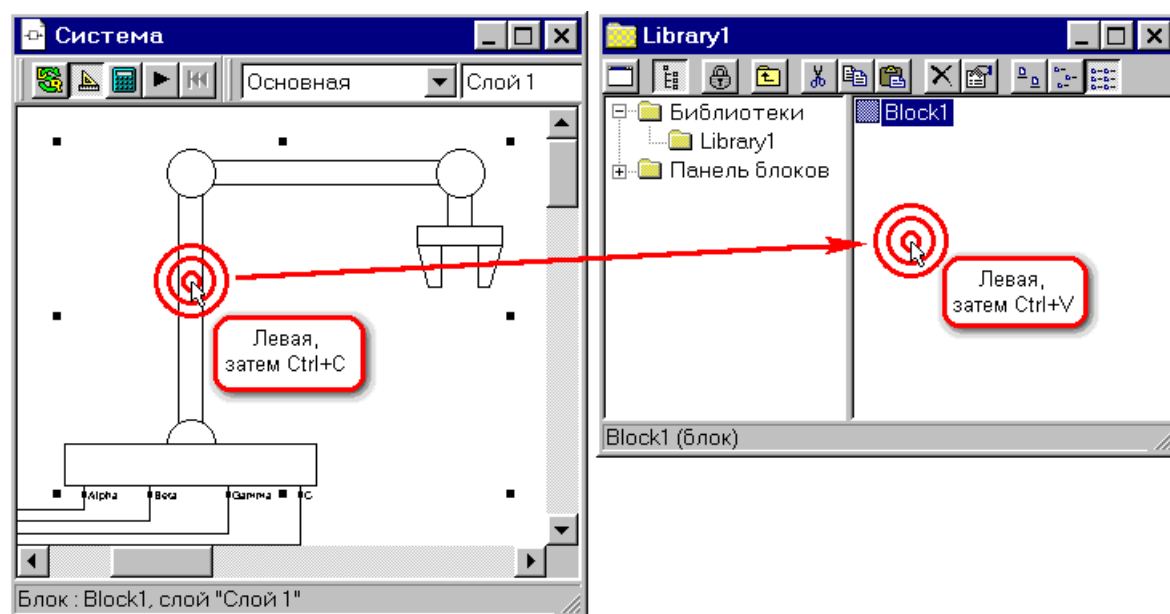 Система
Основная
Слой 1
Левая,
затем Ctrl+C
Alpha
Beta
Gamma
C
Блок : Block1, слой "Слой 1"
Library1
Библиотеки
Library1
Панель блоков
Block1
Левая,
затем Ctrl+V
Block1 (блок)